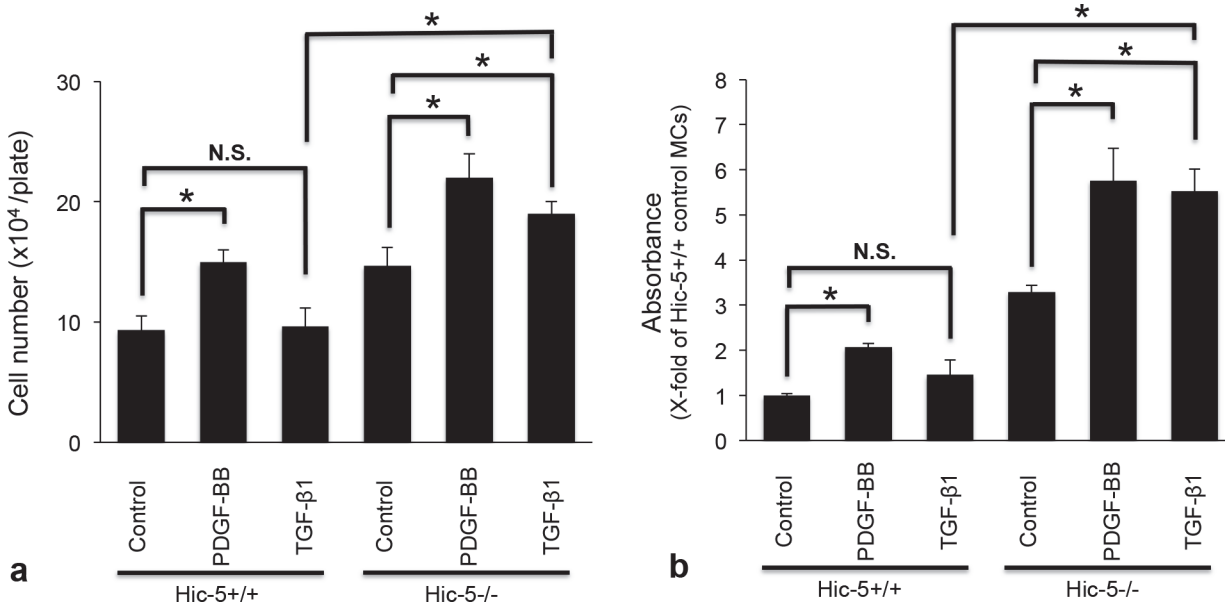 *
*
*
N.S.
*
30
20
10
0
Cell number (x10⁴/plate)
Control
PDGF-BB
TGF-β1
Control
PDGF-BB
TGF-β1
Hic-5+/+
Hic-5-/-
a
*
*
*
N.S.
*
8
7
6
5
4
3
2
1
0
Absorbance
(X-fold of Hic-5+/+ control MCs)
Control
PDGF-BB
TGF-β1
Control
PDGF-BB
TGF-β1
Hic-5+/+
Hic-5-/-
b